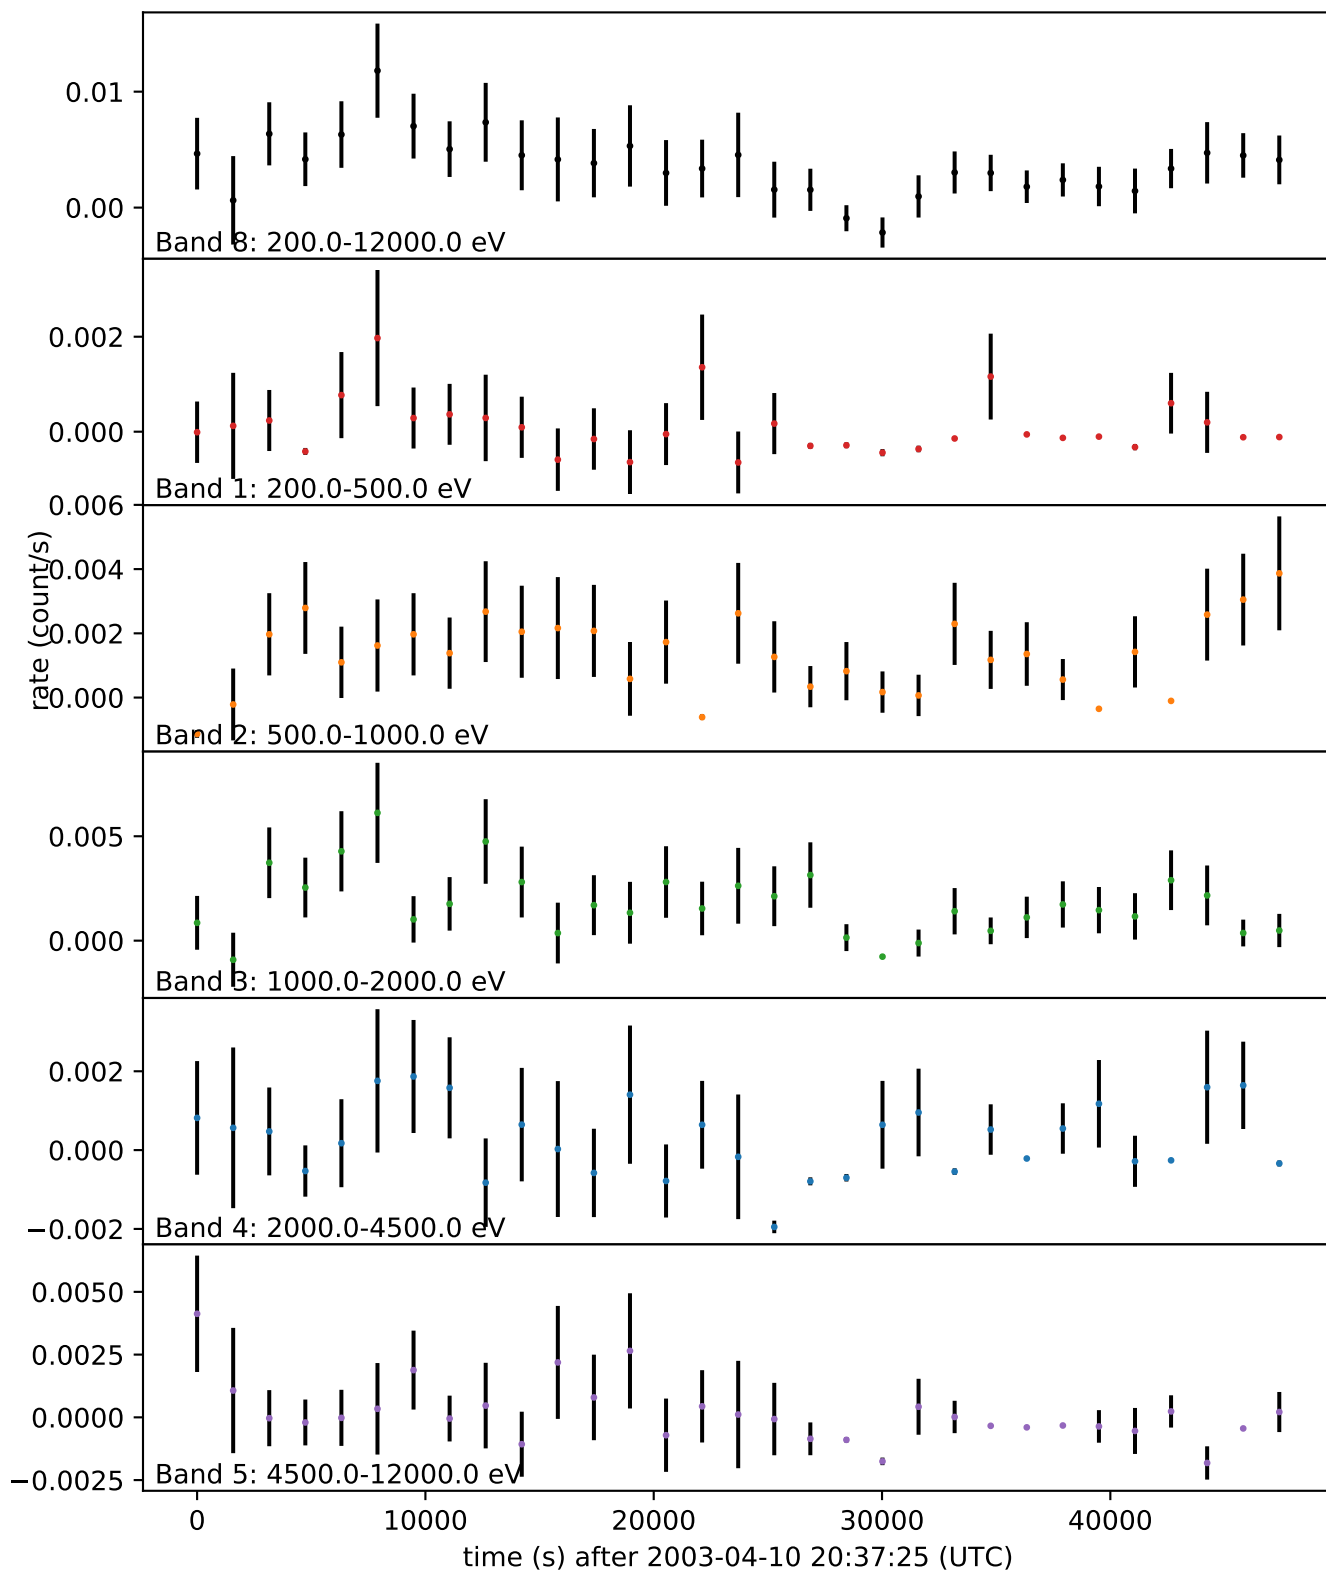 0.01
0.00
Band 8: 200.0-12000.0 eV
0.002
0.000
Band 1: 200.0-500.0 eV
0.006
rate (count/s)
0.004
0.002
0.000
Band 2: 500.0-1000.0 eV
0.005
0.000
Band 3: 1000.0-2000.0 eV
0.002
0.000
−0.002
Band 4: 2000.0-4500.0 eV
0.0050
0.0025
0.0000
−0.0025
Band 5: 4500.0-12000.0 eV
0 10000 20000 30000 40000
time (s) after 2003-04-10 20:37:25 (UTC)